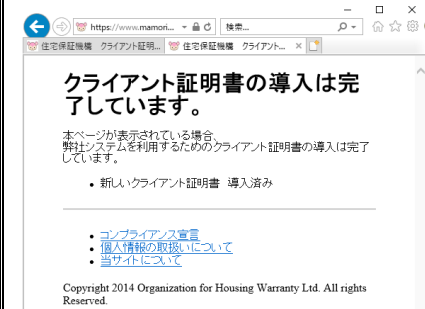 https://www.mamori...
検索...
住宅保証機構 クライアント証明...
住宅保証機構 クライアント...
クライアント証明書の導入は完
了しています。
本ページが表示されている場合、
弊社システムを利用するためのクライアント証明書の導入は完了
しています。
新しいクライアント証明書 導入済み
コンプライアンス宣言
個人情報の取扱いについて
当サイトについて
Copyright 2014 Organization for Housing Warranty Ltd. All rights
Reserved.